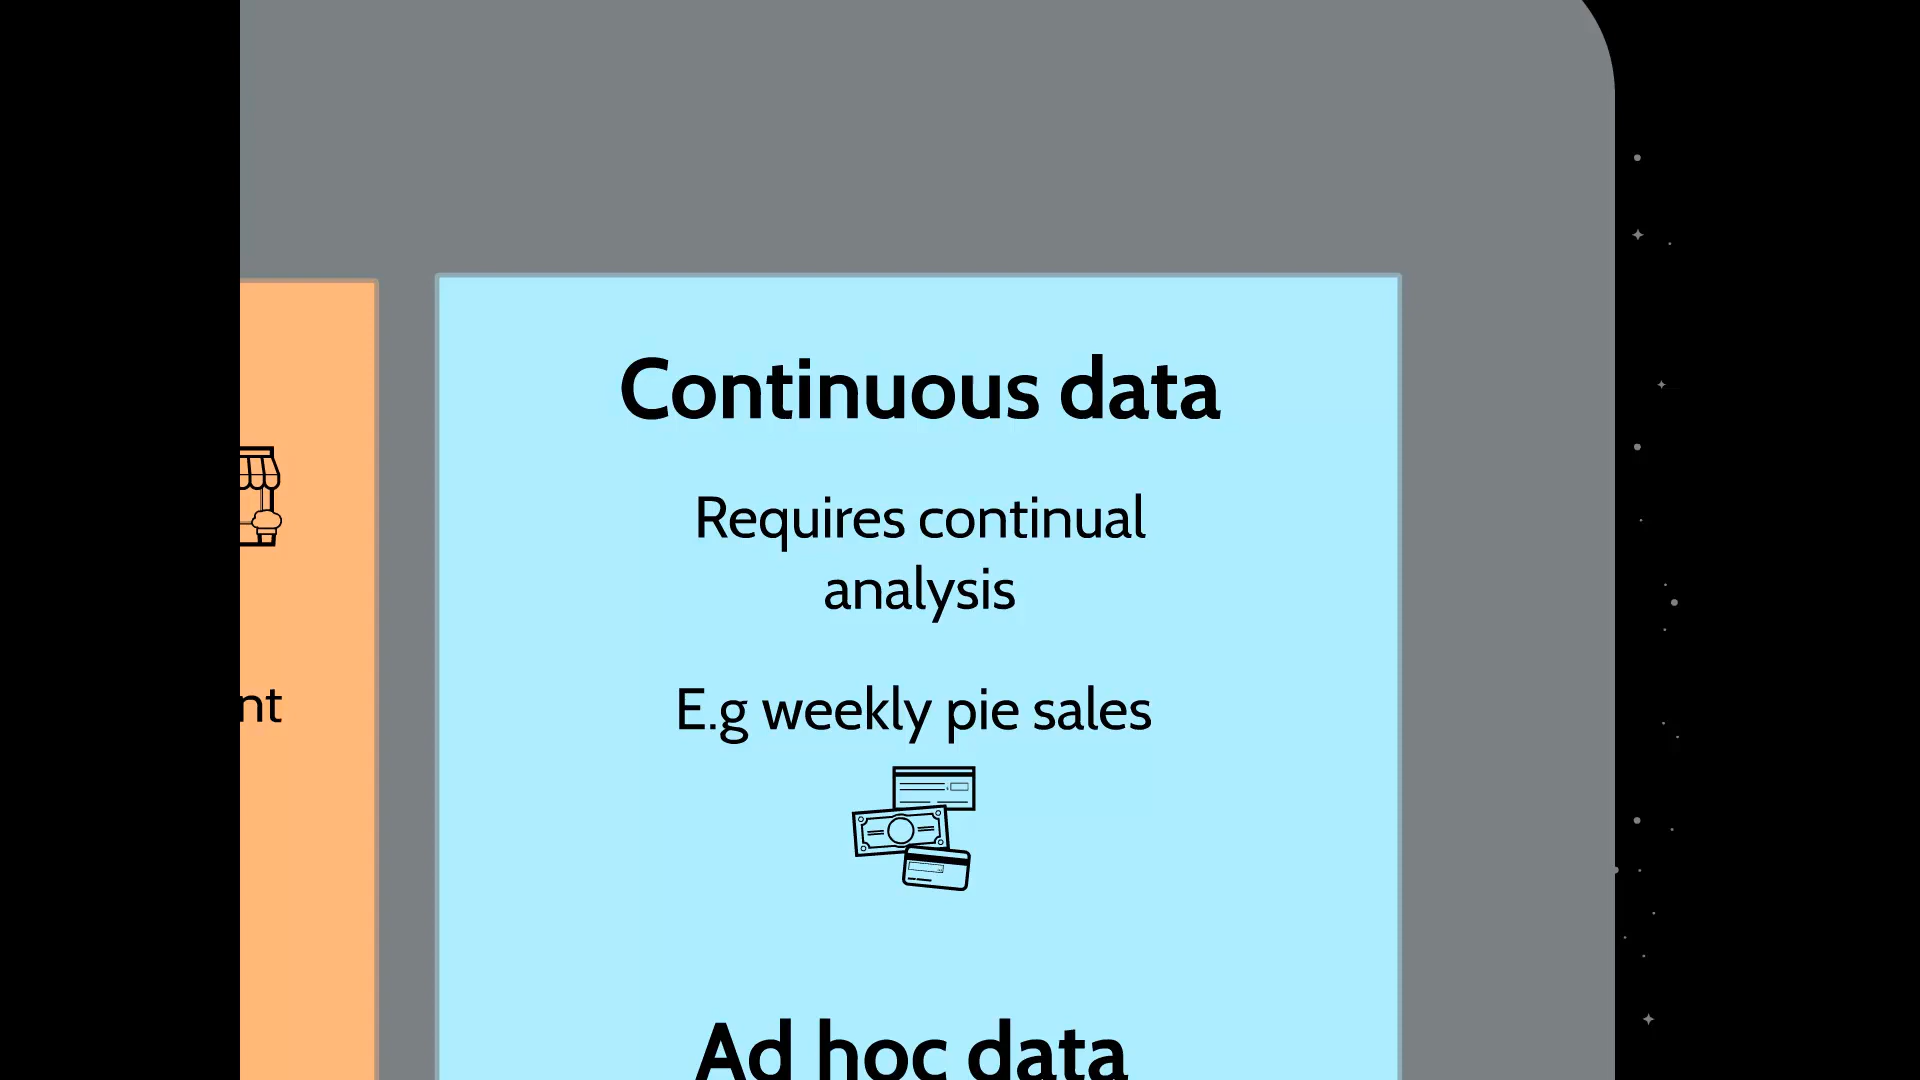 Continuous data
Requires continual
analysis
E.g weekly pie sales
Ad hoc data